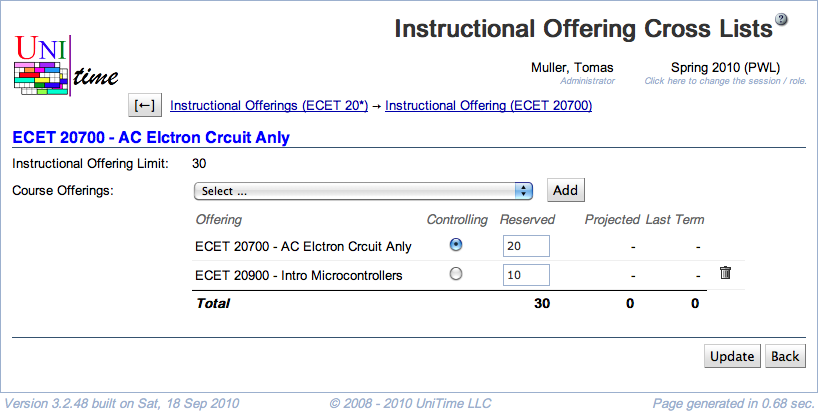 Instructional Offering Cross Lists ?
UNI time
Muller, Tomas Spring 2010 (PWL)
Administrator Click here to change the session / role.
[←] Instructional Offerings (ECET 20*) → Instructional Offering (ECET 20700)
ECET 20700 - AC Elctron Crcuit Anly
Instructional Offering Limit: 30
Course Offerings: Select ... Add
Offering Controlling Reserved Projected Last Term
ECET 20700 - AC Elctron Crcuit Anly 20 - -
ECET 20900 - Intro Microcontrollers 10 - -
Total 30 0 0
Update Back
Version 3.2.48 built on Sat, 18 Sep 2010 © 2008 - 2010 UniTime LLC Page generated in 0.68 sec.